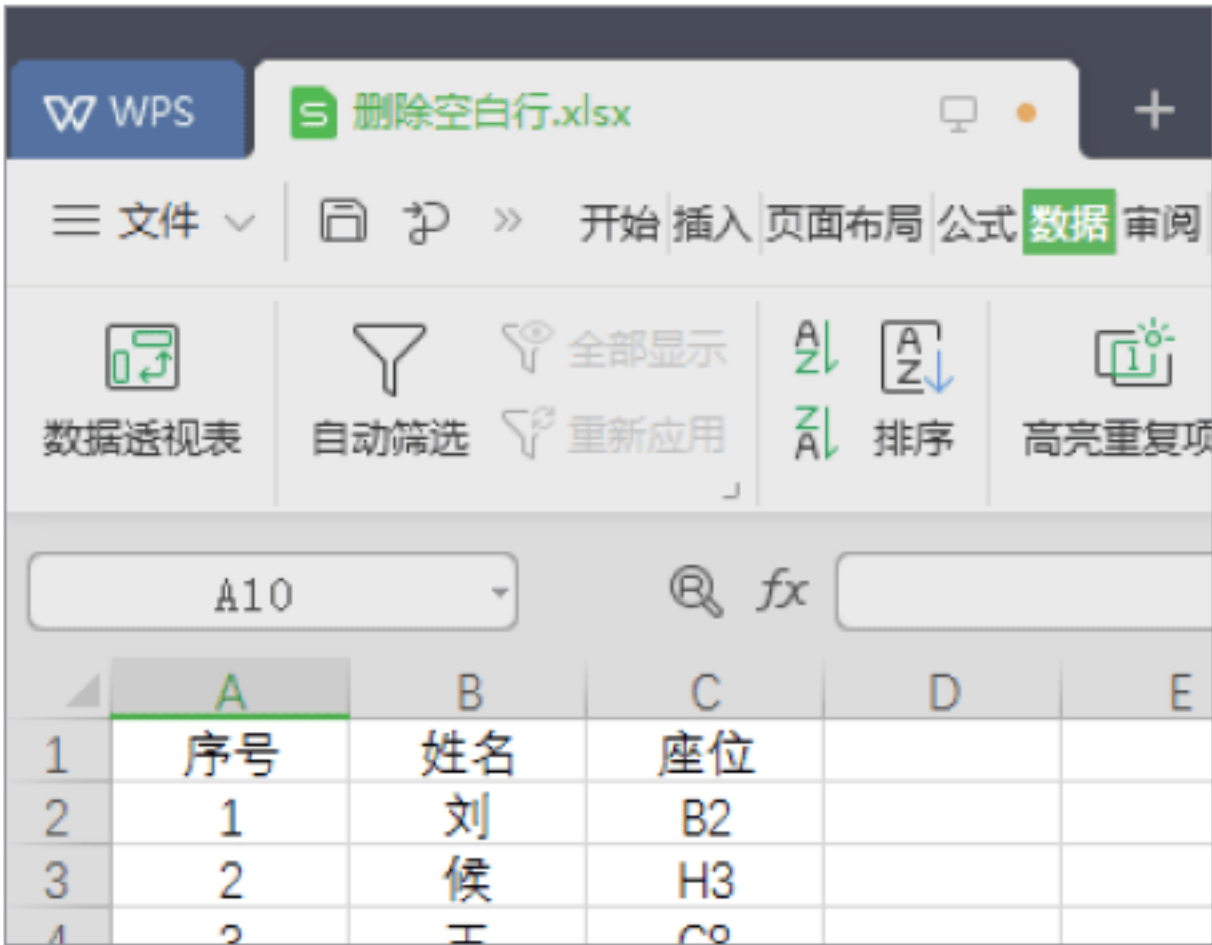 WPS 删除空白行.xlsx +
文件 开始 插入 页面布局 公式 数据 审阅
全部显示
数据透视表 自动筛选 重新应用 排序 高亮重复项
A10 fx
A B C D E
1 序号 姓名 座位
2 1 刘 B2
3 2 候 H3